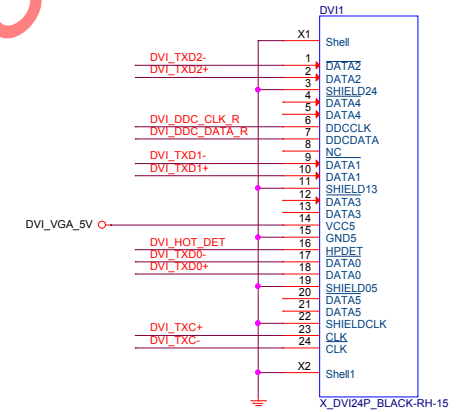 DVI1
X1 Shell
DVI_TXD2- 1 DATA2
DVI_TXD2+ 2 DATA2
3 SHIELD24
4 DATA4
5 DATA4
DVI_DDC_CLK_R 6 DDCCLK
DVI_DDC_DATA_R 7 DDCDATA
8 NC
DVI_TXD1- 9 DATA1
DVI_TXD1+ 10 DATA1
11 SHIELD13
12 DATA3
13 DATA3
DVI_VGA_5V 14 VCC5
15 GND5
DVI_HOT_DET 16 HPDET
DVI_TXD0- 17 DATA0
DVI_TXD0+ 18 DATA0
19 SHIELD05
20 DATA5
21 DATA5
22 SHIELDCLK
DVI_TXC+ 23 CLK
DVI_TXC- 24 CLK
X2 Shell1
X_DVI24P_BLACK-RH-15